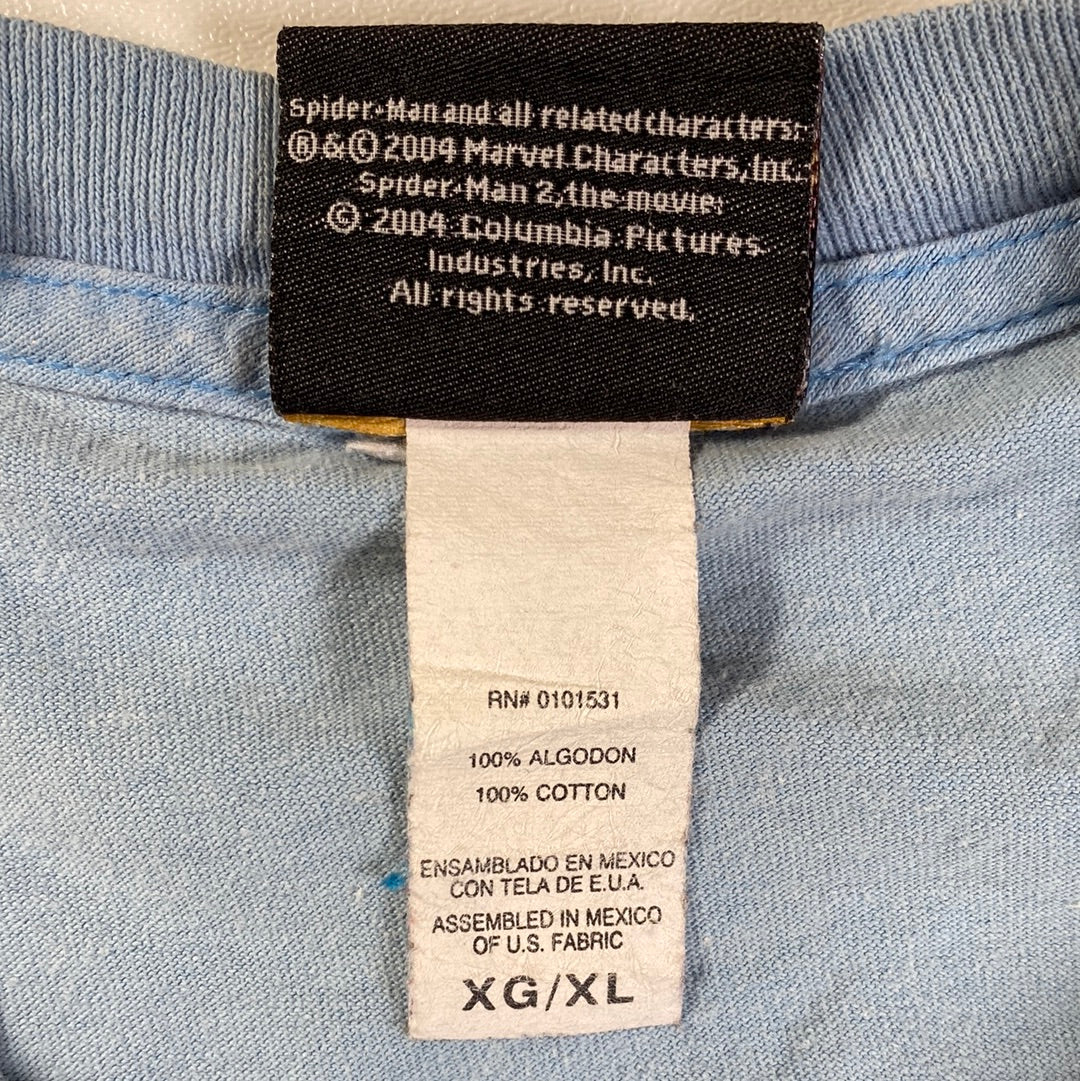 Spider-Man and all related characters:
® & © 2004 Marvel Characters, Inc.
Spider-Man 2, the movie:
© 2004 Columbia Pictures
Industries, Inc.
All rights reserved.
RN# 0101531
100% ALGODON
100% COTTON
ENSAMBLADO EN MEXICO
CON TELA DE E.U.A.
ASSEMBLED IN MEXICO
OF U.S. FABRIC
XG/XL